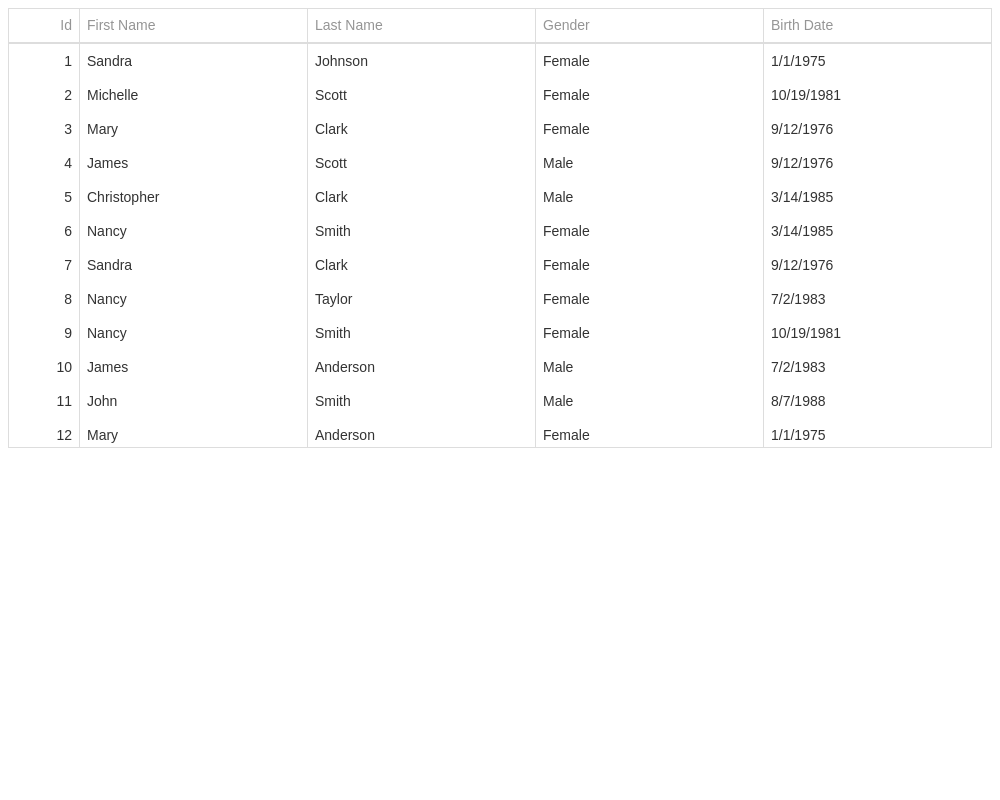 Id First Name Last Name Gender Birth Date
1 Sandra Johnson Female 1/1/1975
2 Michelle Scott Female 10/19/1981
3 Mary Clark Female 9/12/1976
4 James Scott Male 9/12/1976
5 Christopher Clark Male 3/14/1985
6 Nancy Smith Female 3/14/1985
7 Sandra Clark Female 9/12/1976
8 Nancy Taylor Female 7/2/1983
9 Nancy Smith Female 10/19/1981
10 James Anderson Male 7/2/1983
11 John Smith Male 8/7/1988
12 Mary Anderson Female 1/1/1975